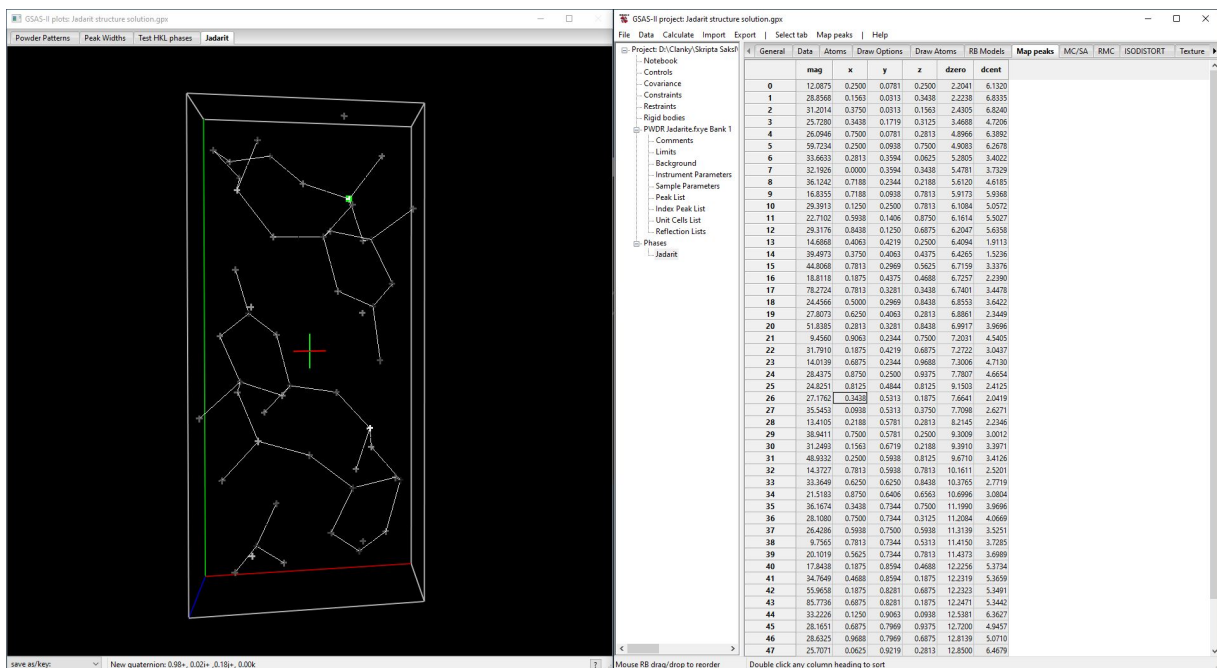 GSAS-II plots: Jadarit structure solution.gpx
Powder Patterns Peak Widths Test HKL phases Jadarit
save as/key: New quaternion: 0.98+, 0.02i+ ,0.18j+, 0.00k ?
GSAS-II project: Jadarit structure solution.gpx
File Data Calculate Import Export | Select tab Map peaks | Help
Project: D:\Clanky\Skripta Saksl\
Notebook
Controls
Covariance
Constraints
Restraints
Rigid bodies
PWDR Jadarite.fxye Bank 1
Comments
Limits
Background
Instrument Parameters
Sample Parameters
Peak List
Index Peak List
Unit Cells List
Reflection Lists
Phases
Jadarit
General Data Atoms Draw Options Draw Atoms RB Models Map peaks MC/SA RMC ISODISTORT Texture
mag x y z dzero dcent
0 12.0875 0.2500 0.0781 0.2500 2.2041 6.1320
1 28.8568 0.1563 0.0313 0.3438 2.2238 6.8335
2 31.2014 0.3750 0.0313 0.1563 2.4305 6.8240
3 25.7280 0.3438 0.1719 0.3125 3.4688 4.7206
4 26.0946 0.7500 0.0781 0.2813 4.8966 6.3892
5 59.7234 0.2500 0.0938 0.7500 4.9083 6.2678
6 33.6633 0.2813 0.3594 0.0625 5.2805 3.4022
7 32.1926 0.0000 0.3594 0.3438 5.4781 3.7329
8 36.1242 0.7188 0.2344 0.2188 5.6120 4.6185
9 16.8355 0.7188 0.0938 0.7813 5.9173 5.9368
10 29.3913 0.1250 0.2500 0.7813 6.1084 5.0572
11 22.7102 0.5938 0.1406 0.8750 6.1614 5.5027
12 29.3176 0.8438 0.1250 0.6875 6.2047 5.6358
13 14.6868 0.4063 0.4219 0.2500 6.4094 1.9113
14 39.4973 0.3750 0.4063 0.4375 6.4265 1.5236
15 44.8068 0.7813 0.2969 0.5625 6.7159 3.3376
16 18.8118 0.1875 0.4375 0.4688 6.7257 2.2390
17 78.2724 0.7813 0.3281 0.3438 6.7401 3.4478
18 24.4566 0.5000 0.2969 0.8438 6.8553 3.6422
19 27.8073 0.6250 0.4063 0.2813 6.8861 2.3449
20 51.8385 0.2813 0.3281 0.8438 6.9917 3.9696
21 9.4560 0.9063 0.2344 0.7500 7.2031 4.5405
22 31.7910 0.1875 0.4219 0.6875 7.2722 3.0437
23 14.0139 0.6875 0.2344 0.9688 7.3006 4.7130
24 28.4375 0.8750 0.2500 0.9375 7.7807 4.6654
25 24.8251 0.8125 0.4844 0.8125 9.1503 2.4125
26 27.1762 0.3438 0.5313 0.1875 7.6641 2.0419
27 35.5453 0.0938 0.5313 0.3750 7.7098 2.6271
28 13.4105 0.2188 0.5781 0.2813 8.2145 2.2346
29 38.9411 0.7500 0.5781 0.2500 9.3009 3.0012
30 31.2493 0.1563 0.6719 0.2188 9.3910 3.3971
31 48.9332 0.2500 0.5938 0.8125 9.6710 3.4126
32 14.3727 0.7813 0.5938 0.7813 10.1611 2.5201
33 33.3649 0.6250 0.6250 0.8438 10.3765 2.7719
34 21.5183 0.8750 0.6406 0.6563 10.6996 3.0804
35 36.1674 0.3438 0.7344 0.7500 11.1990 3.9696
36 28.1080 0.7500 0.7344 0.3125 11.2084 4.0669
37 26.4286 0.5938 0.7500 0.5938 11.3139 3.5251
38 9.7565 0.7813 0.7344 0.5313 11.4150 3.7285
39 20.1019 0.5625 0.7344 0.7813 11.4373 3.6989
40 17.8438 0.1875 0.8594 0.4688 12.2256 5.3734
41 34.7649 0.4688 0.8594 0.1875 12.2319 5.3659
42 55.9658 0.1875 0.8281 0.6875 12.2323 5.3491
43 85.7736 0.6875 0.8281 0.1875 12.2471 5.3442
44 33.2226 0.1250 0.9063 0.0938 12.5381 6.3627
45 28.1651 0.6875 0.7969 0.9375 12.7200 4.9457
46 28.6325 0.9688 0.7969 0.6875 12.8139 5.0710
47 25.7071 0.0625 0.9219 0.2813 12.8500 6.4679
Mouse RB drag/drop to reorder Double click any column heading to sort